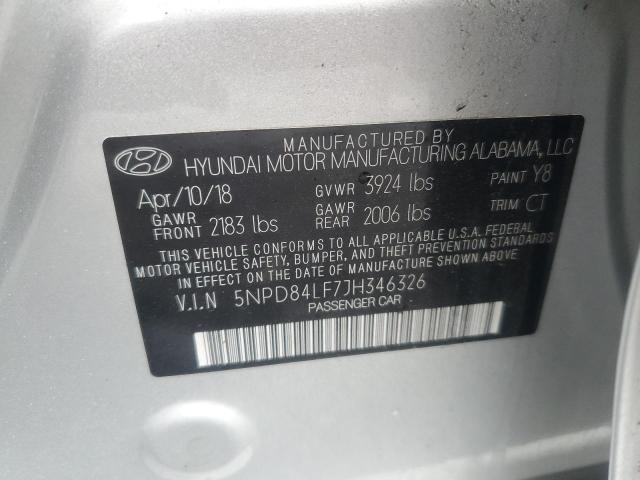 MANUFACTURED BY
HYUNDAI MOTOR MANUFACTURING ALABAMA, LLC
Apr/10/18 GVWR 3924 lbs PAINT Y8
GAWR FRONT 2183 lbs GAWR REAR 2006 lbs TRIM CT
THIS VEHICLE CONFORMS TO ALL APPLICABLE U.S.A. FEDERAL
MOTOR VEHICLE SAFETY, BUMPER, AND THEFT PREVENTION STANDARDS
IN EFFECT ON THE DATE OF MANUFACTURE SHOWN ABOVE
V.I.N 5NPD84LF7JH346326
PASSENGER CAR